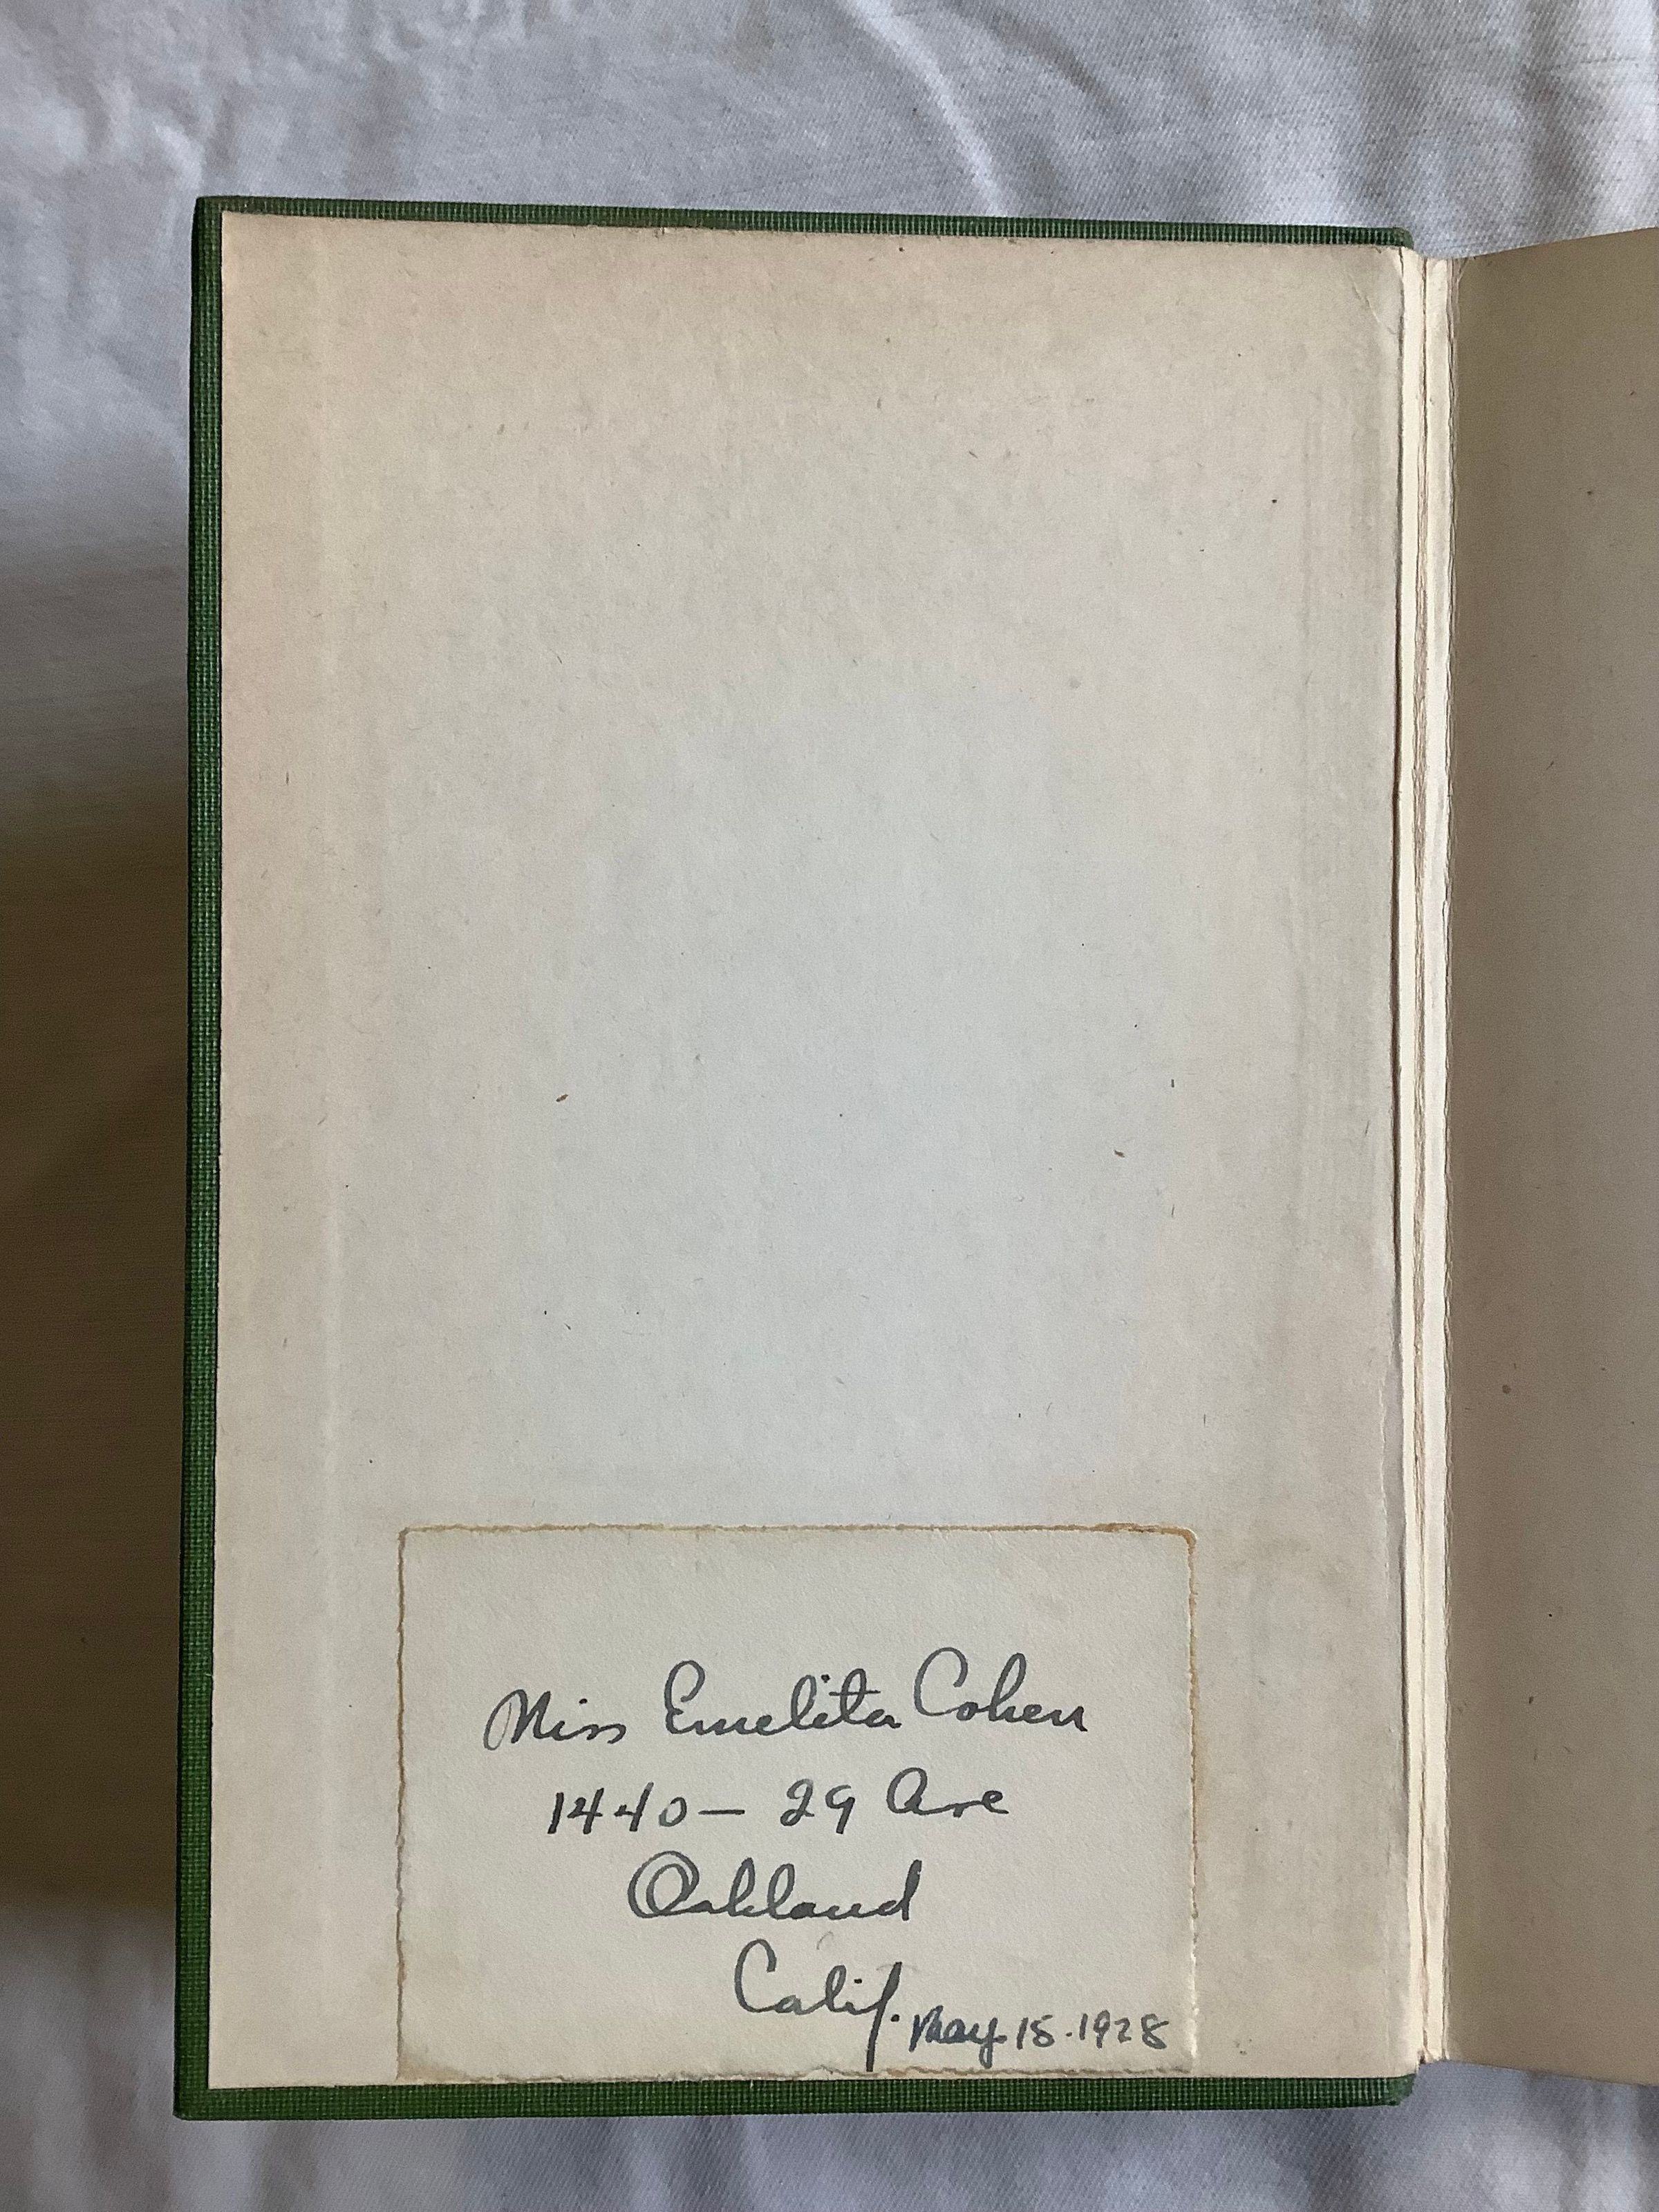 Miss Emelita Cohen
1440 — 29 Ave
Oakland
Calif.
May. 15. 1928